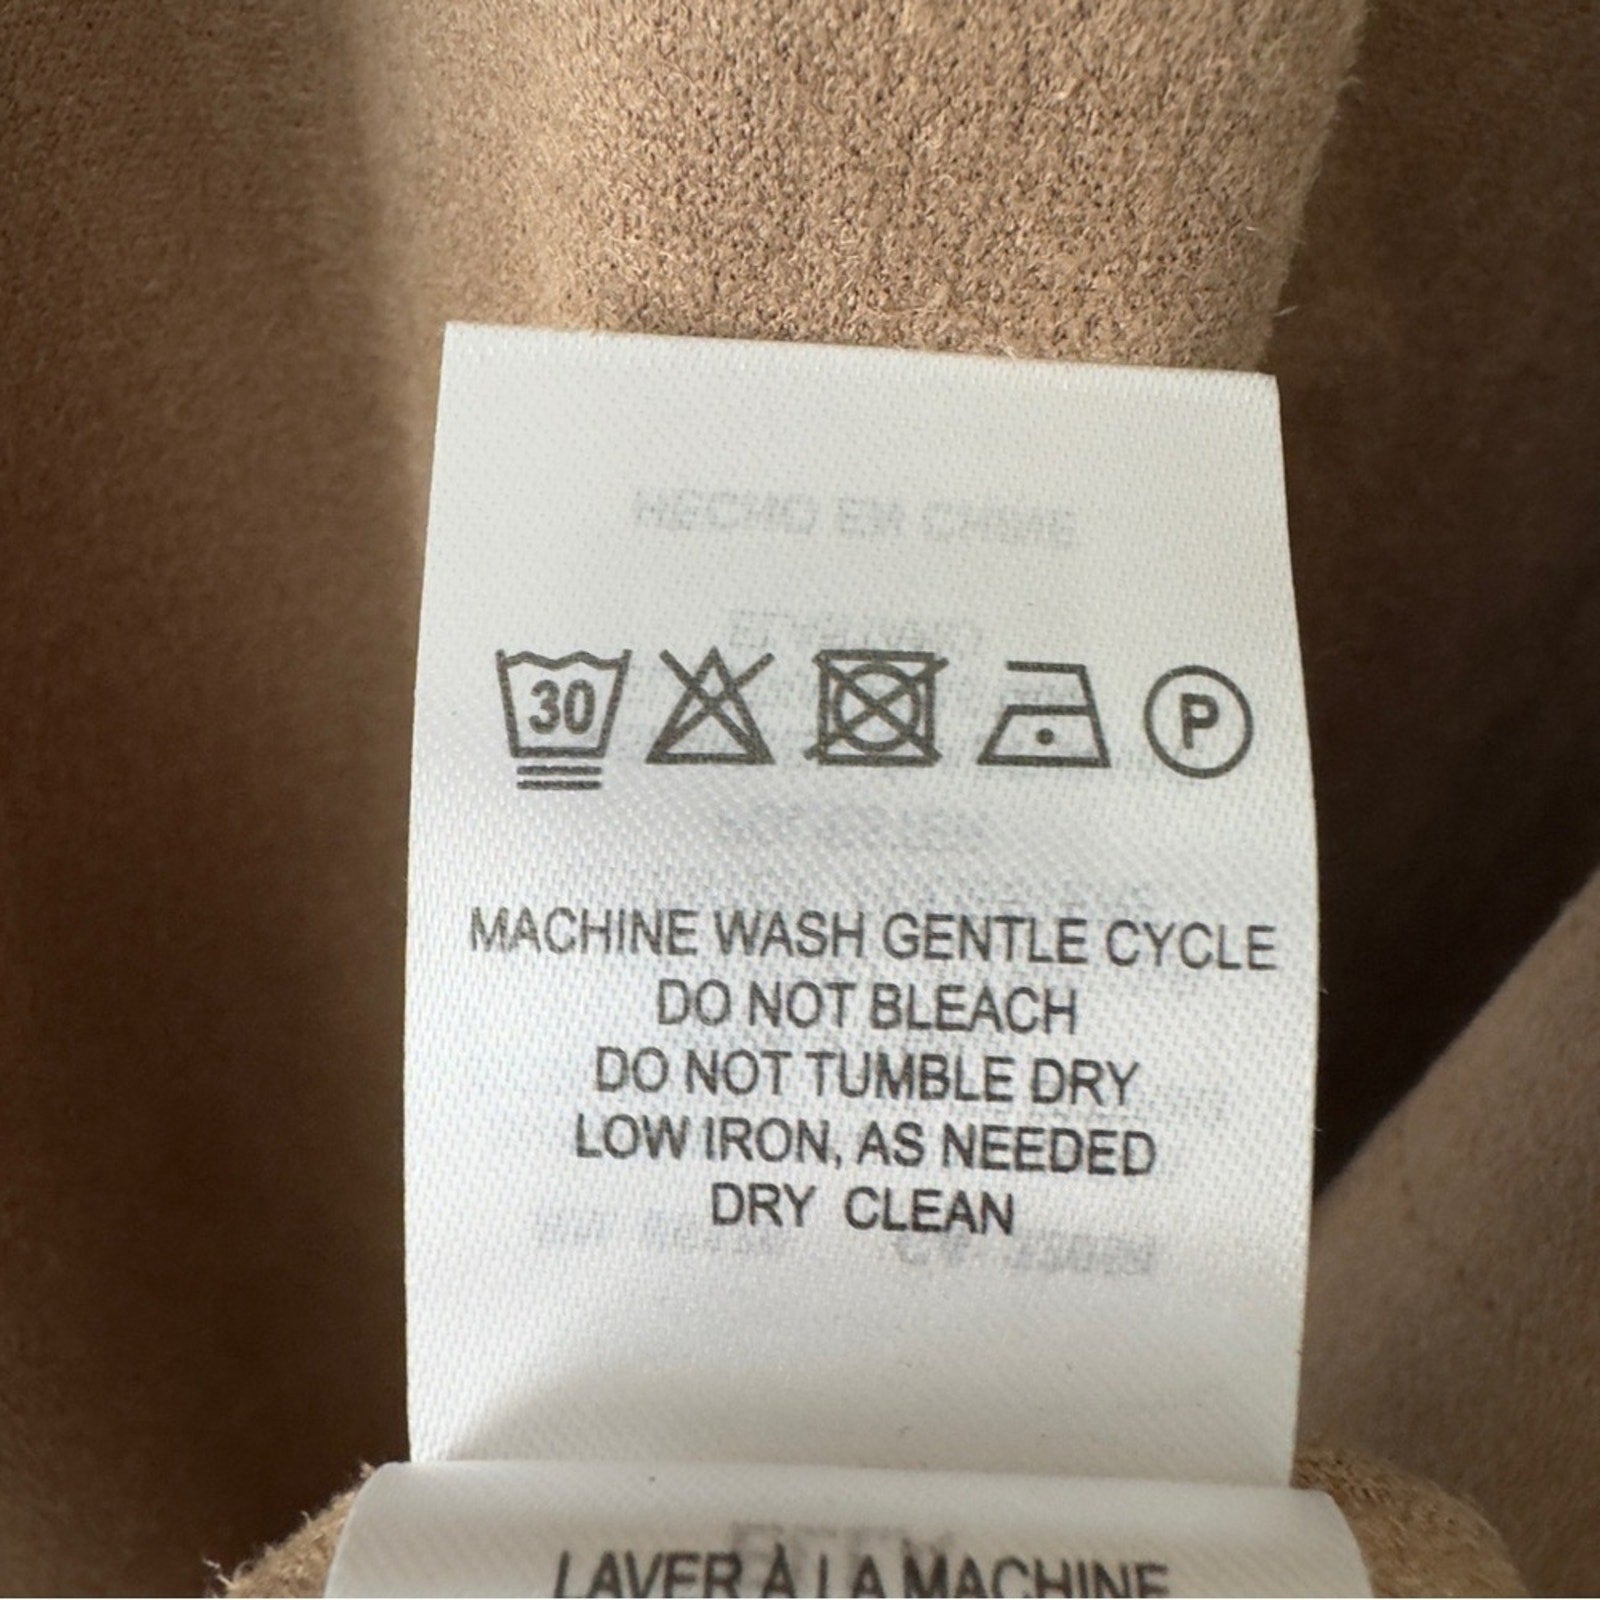 30
P
MACHINE WASH GENTLE CYCLE
DO NOT BLEACH
DO NOT TUMBLE DRY
LOW IRON, AS NEEDED
DRY CLEAN
LAVER À LA MACHINE